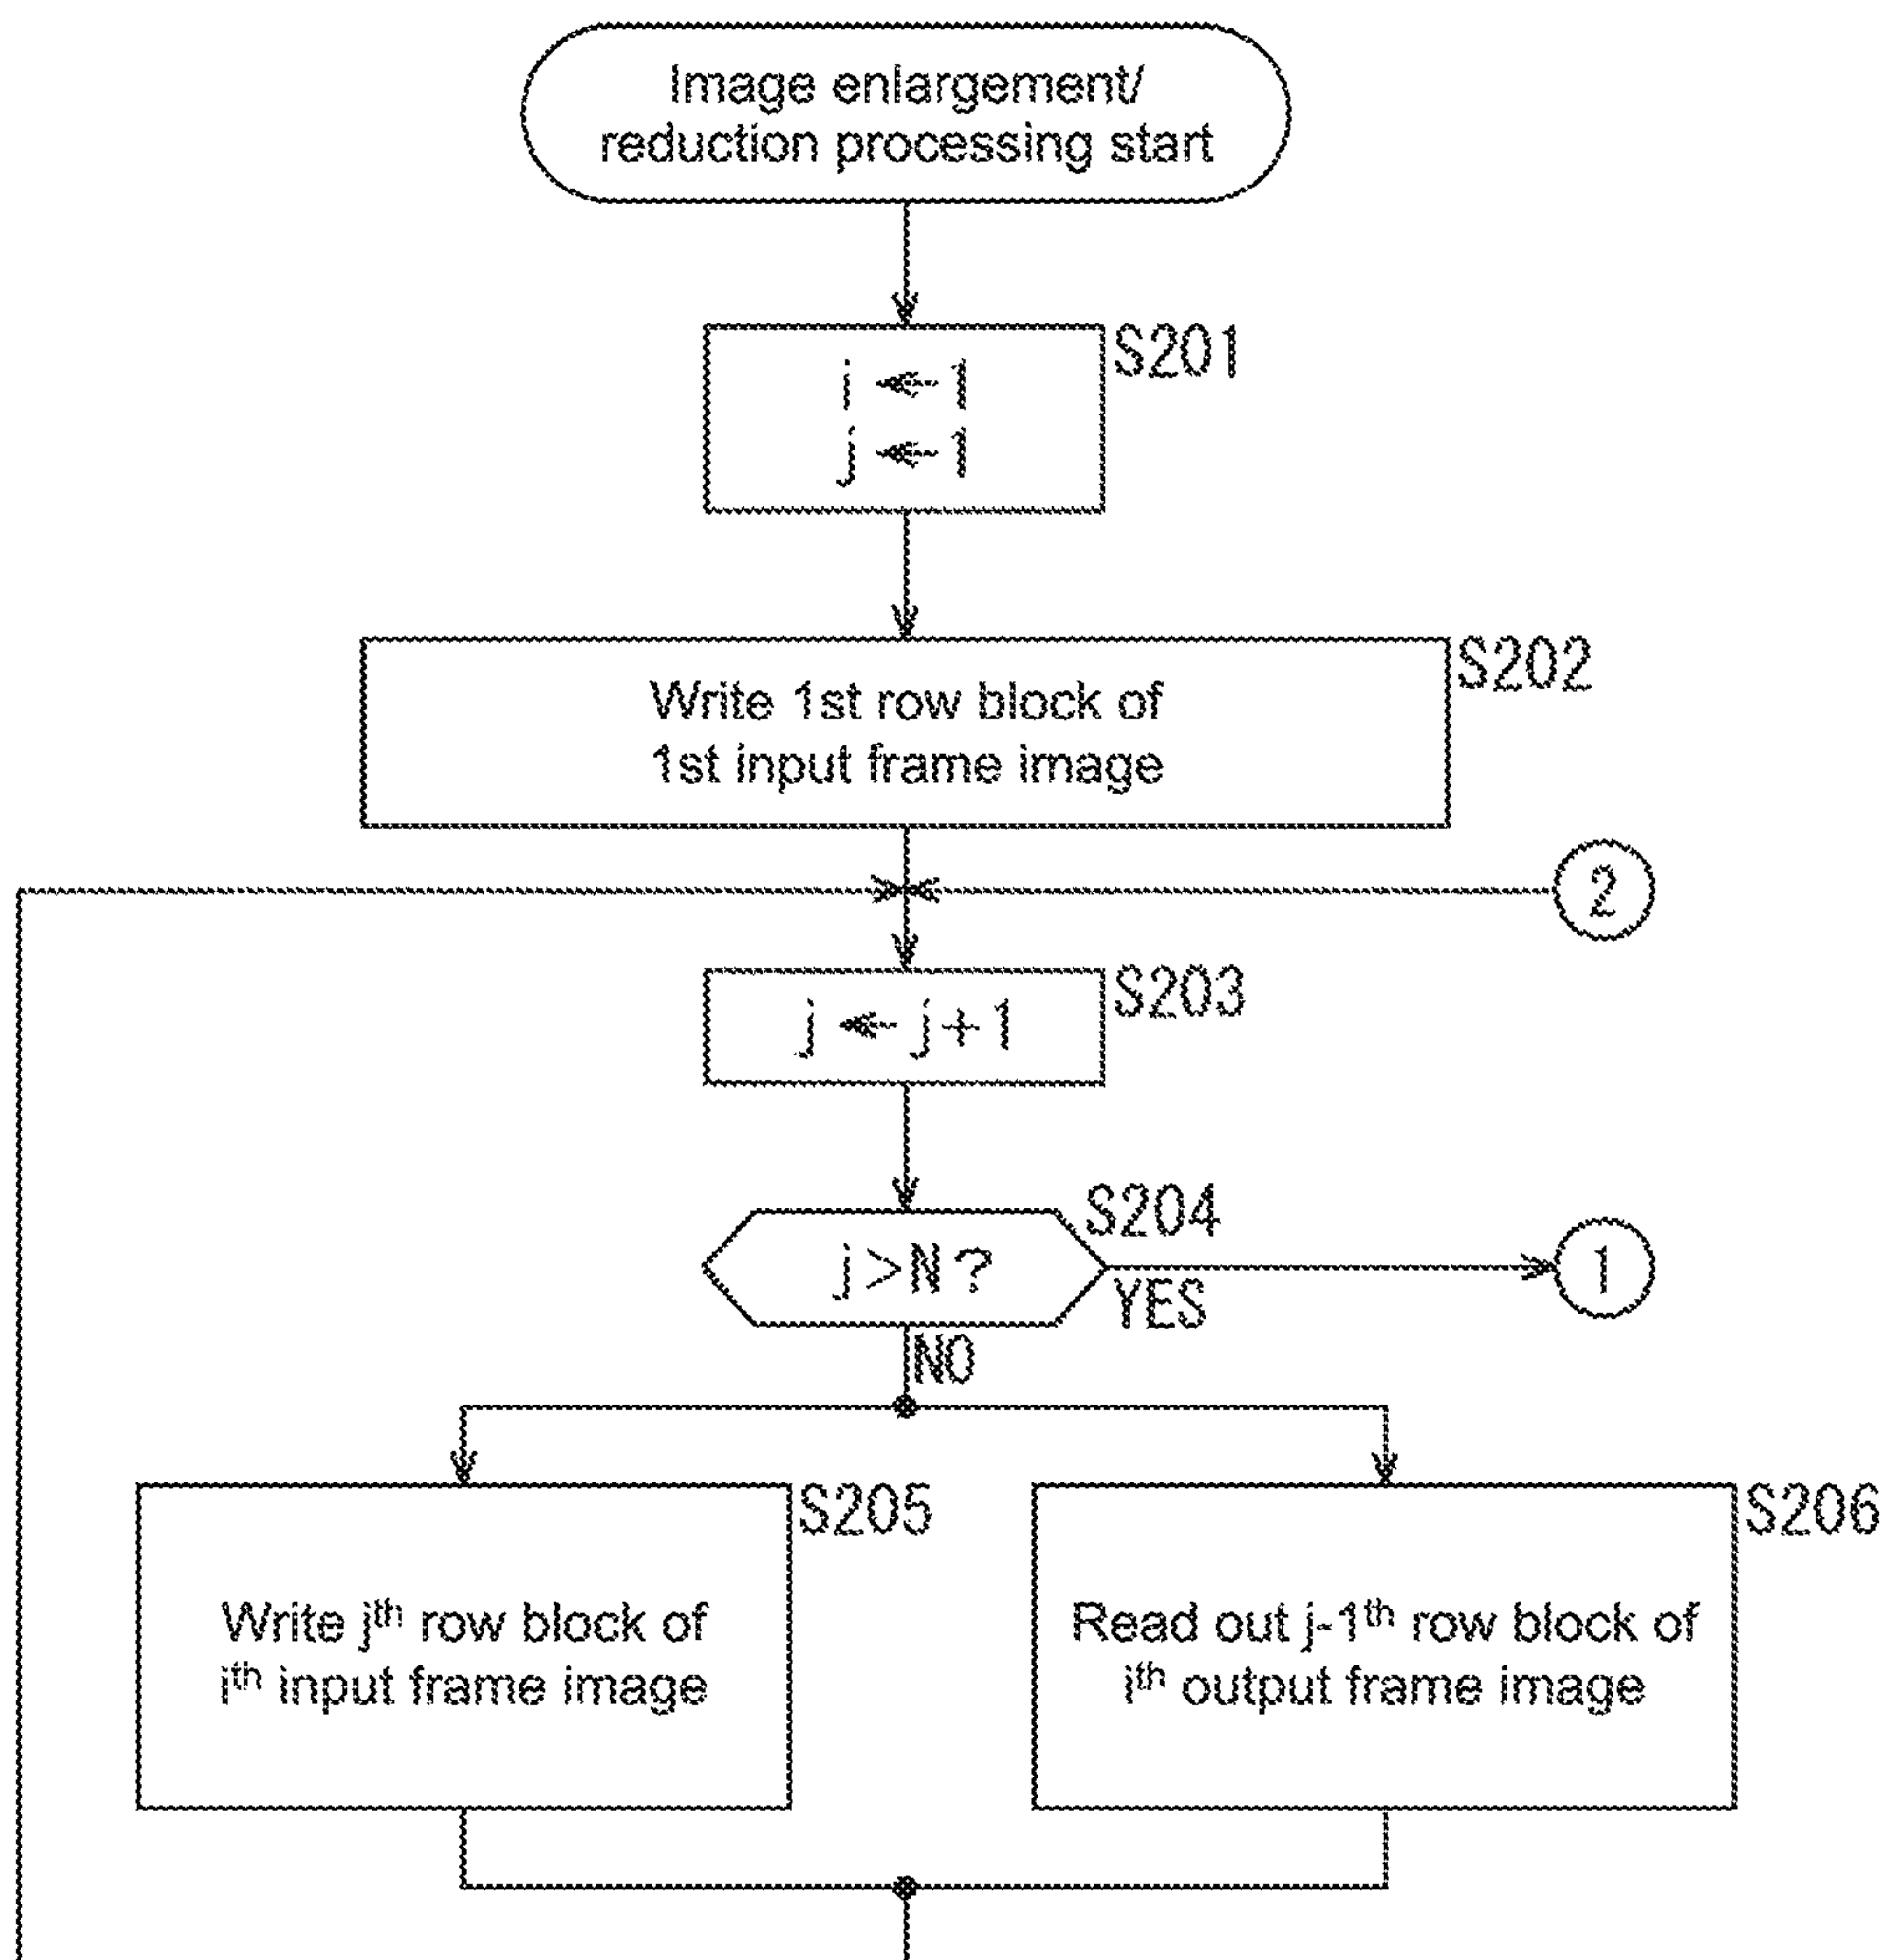 Image enlargement/
reduction processing start
S201
i ← 1
j ← 1
S202
Write 1st row block of
1st input frame image
2
S203
j ← j+1
S204
j>N?
YES
1
NO
S205
Write jth row block of
ith input frame image
S206
Read out j-1th row block of
ith output frame image